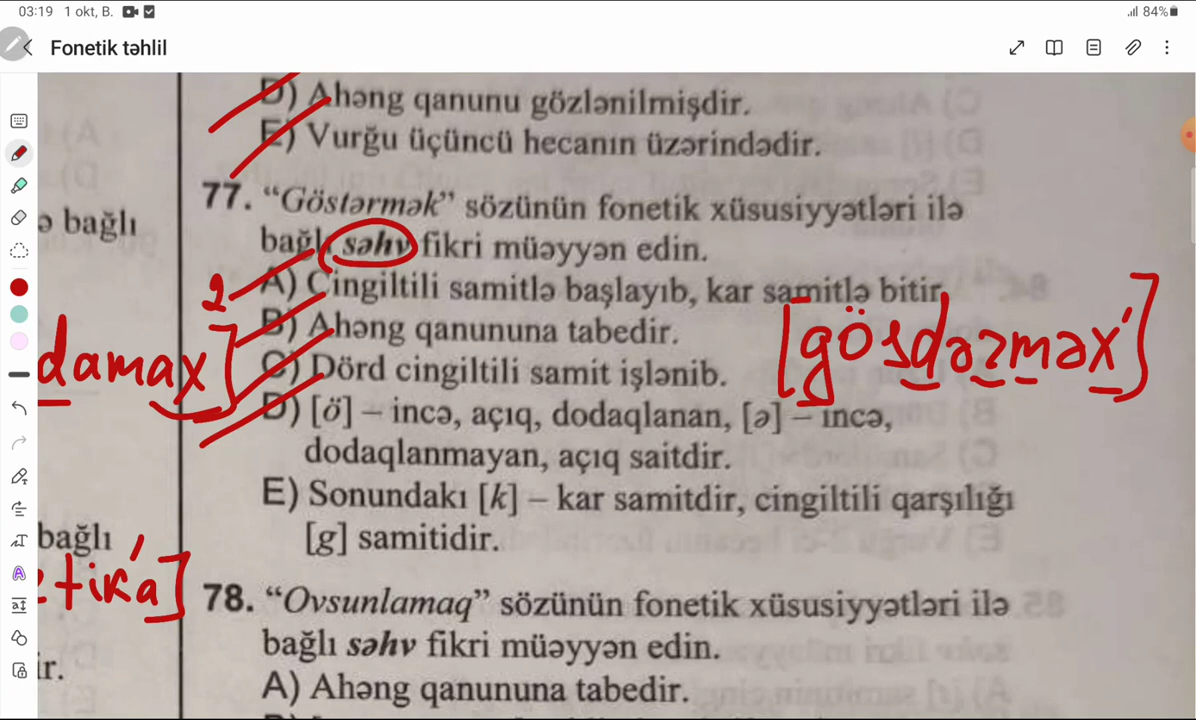 03:19 1 okt, B. 84%
Fonetik təhlil
D) Ahəng qanunu gözlənilmişdir.
E) Vurğu üçüncü hecanın üzərindədir.
ə bağlı
77. “Göstərmək” sözünün fonetik xüsusiyyətləri ilə
bağlı səhv fikri müəyyən edin.
A) Cingiltili samitlə başlayıb, kar samitlə bitir.
2
B) Ahəng qanununa tabedir.
[gösdərməx']
damax]
C) Dörd cingiltili samit işlənib.
D) [ö] – incə, açıq, dodaqlanan, [ə] – incə,
dodaqlanmayan, açıq saitdir.
E) Sonundakı [k] – kar samitdir, cingiltili qarşılığı
[g] samitidir.
bağlı
tik'a]
78. “Ovsunlamaq” sözünün fonetik xüsusiyyətləri ilə
bağlı səhv fikri müəyyən edin.
ir.
A) Ahəng qanununa tabedir.